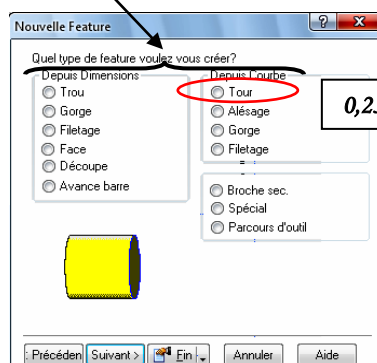 Nouvelle Feature
Quel type de feature voulez vous créer?
Depuis Dimensions
Trou
Gorge
Filetage
Face
Découpe
Avance barre
Depuis Courbe
Tour
Alésage
Gorge
Filetage
Broche sec.
Spécial
Parcours d'outil
Précéden Suivant > Fin Annuler Aide